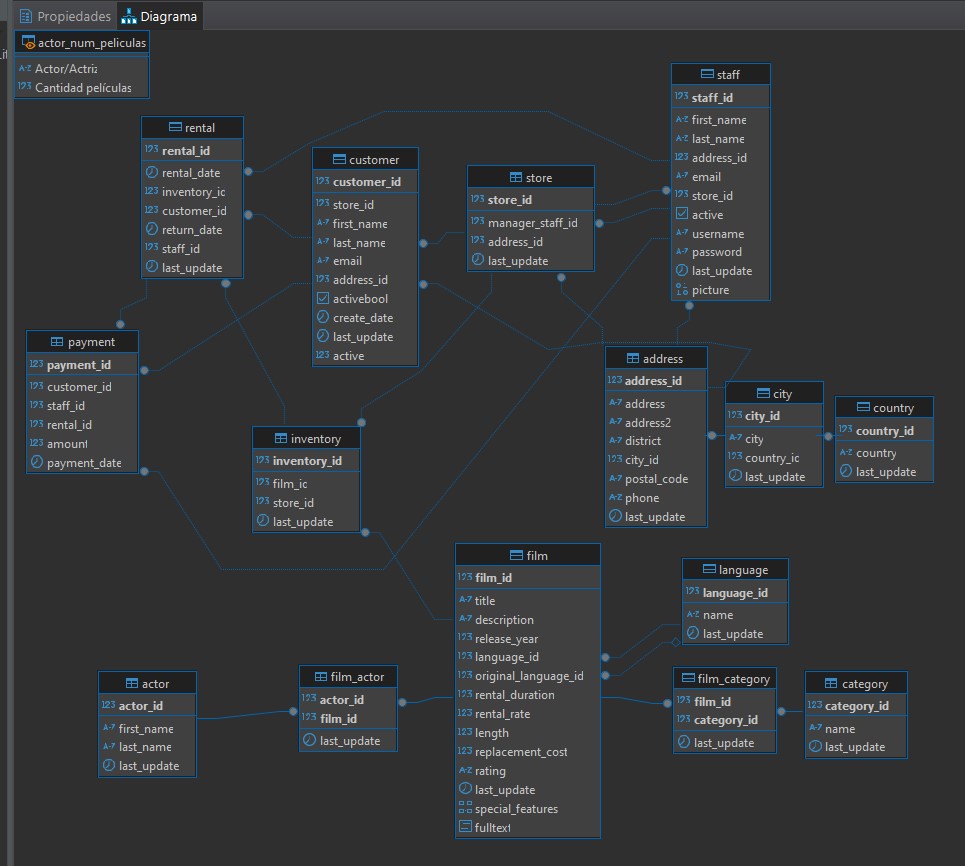 Propiedades
Diagrama
actor_num_peliculas
Actor/Actriz
Cantidad películas
staff
staff_id
first_name
last_name
address_id
email
store_id
active
username
password
last_update
picture
rental
rental_id
rental_date
inventory_id
customer_id
return_date
staff_id
last_update
customer
customer_id
store_id
first_name
last_name
email
address_id
activebool
create_date
last_update
active
store
store_id
manager_staff_id
address_id
last_update
payment
payment_id
customer_id
staff_id
rental_id
amount
payment_date
inventory
inventory_id
film_id
store_id
last_update
address
address_id
address
address2
district
city_id
postal_code
phone
last_update
city
city_id
city
country_id
last_update
country
country_id
country
last_update
film
film_id
title
description
release_year
language_id
original_language_id
rental_duration
rental_rate
length
replacement_cost
rating
last_update
special_features
fulltext
language
language_id
name
last_update
actor
actor_id
first_name
last_name
last_update
film_actor
actor_id
film_id
last_update
film_category
film_id
category_id
last_update
category
category_id
name
last_update